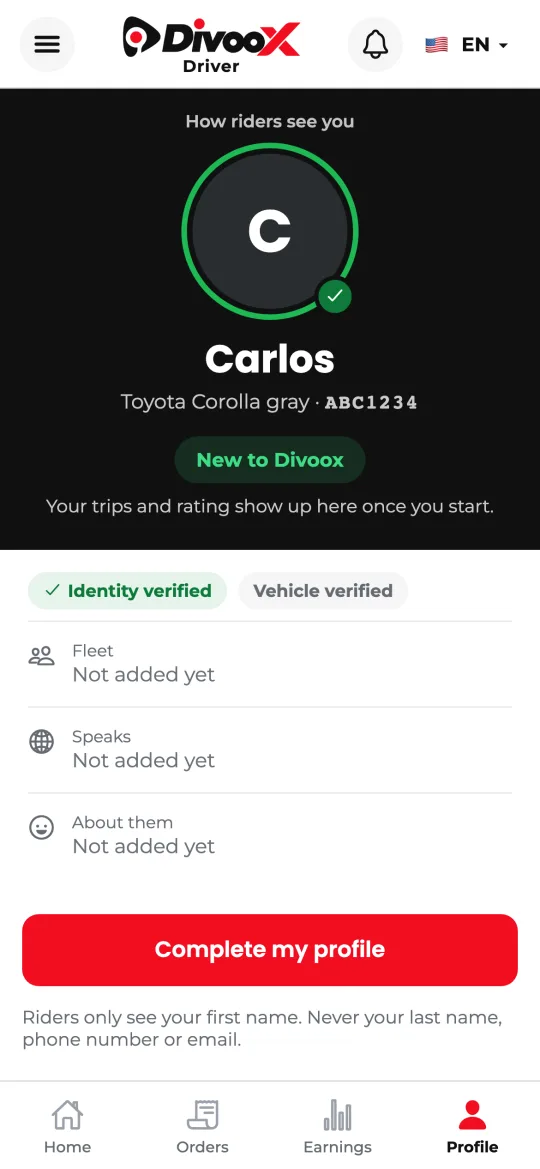 DivooX
Driver
EN
How riders see you
C
Carlos
Toyota Corolla gray · ABC1234
New to Divoox
Your trips and rating show up here once you start.
Identity verified
Vehicle verified
Fleet
Not added yet
Speaks
Not added yet
About them
Not added yet
Complete my profile
Riders only see your first name. Never your last name,
phone number or email.
Home
Orders
Earnings
Profile